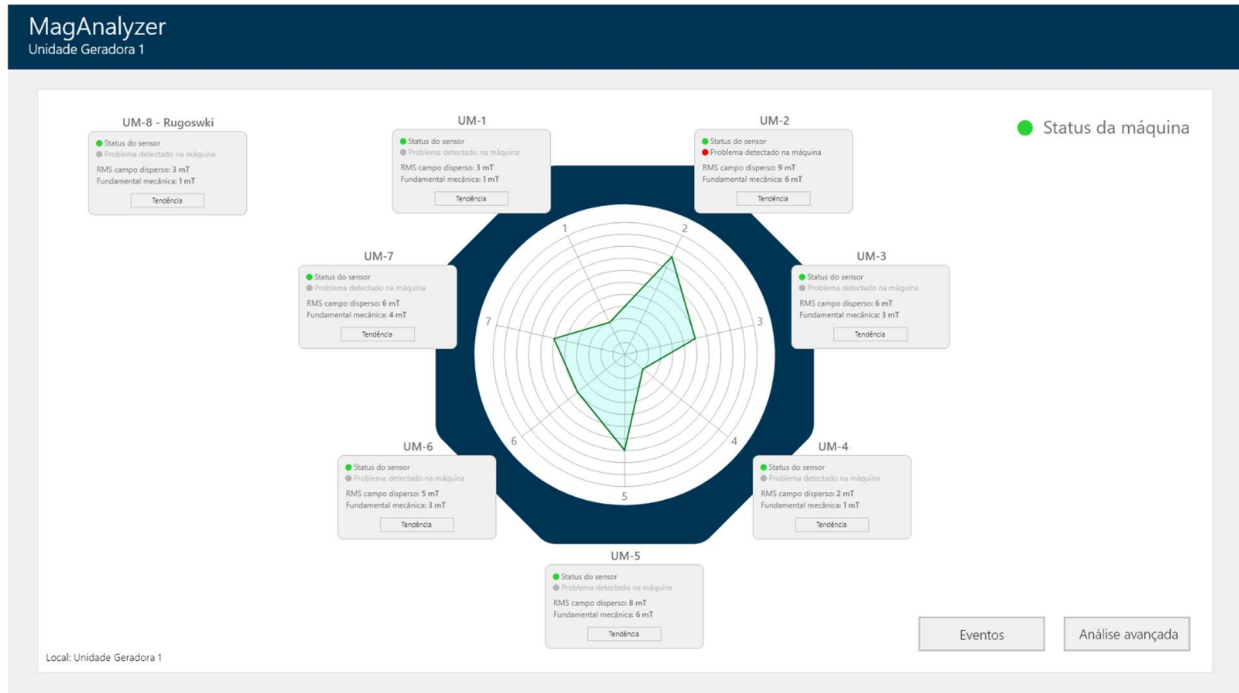 MagAnalyzer
Unidade Geradora 1
UM-8 - Rugoswki
Status do sensor
Problema detectado na máquina
RMS campo disperso: 3 mT
Fundamental mecânica: 1 mT
Tendência
UM-1
Status do sensor
Problema detectado na máquina
RMS campo disperso: 3 mT
Fundamental mecânica: 1 mT
Tendência
UM-2
Status do sensor
Problema detectado na máquina
RMS campo disperso: 9 mT
Fundamental mecânica: 6 mT
Tendência
Status da máquina
UM-7
Status do sensor
Problema detectado na máquina
RMS campo disperso: 6 mT
Fundamental mecânica: 4 mT
Tendência
1
2
3
4
5
6
7
UM-3
Status do sensor
Problema detectado na máquina
RMS campo disperso: 6 mT
Fundamental mecânica: 3 mT
Tendência
UM-6
Status do sensor
Problema detectado na máquina
RMS campo disperso: 5 mT
Fundamental mecânica: 3 mT
Tendência
UM-4
Status do sensor
Problema detectado na máquina
RMS campo disperso: 2 mT
Fundamental mecânica: 1 mT
Tendência
UM-5
Status do sensor
Problema detectado na máquina
RMS campo disperso: 8 mT
Fundamental mecânica: 6 mT
Tendência
Eventos
Análise avançada
Local: Unidade Geradora 1